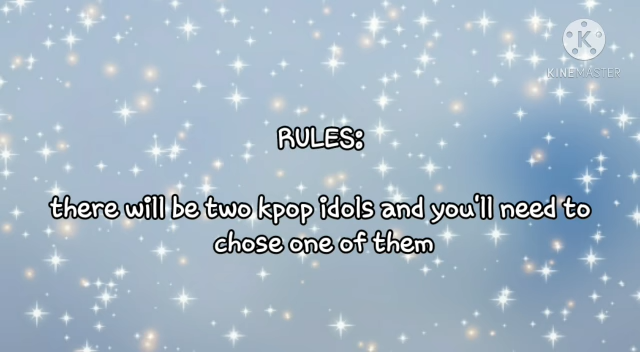 KINEMASTER
RULES:
there will be two kpop idols and you'll need to
chose one of them